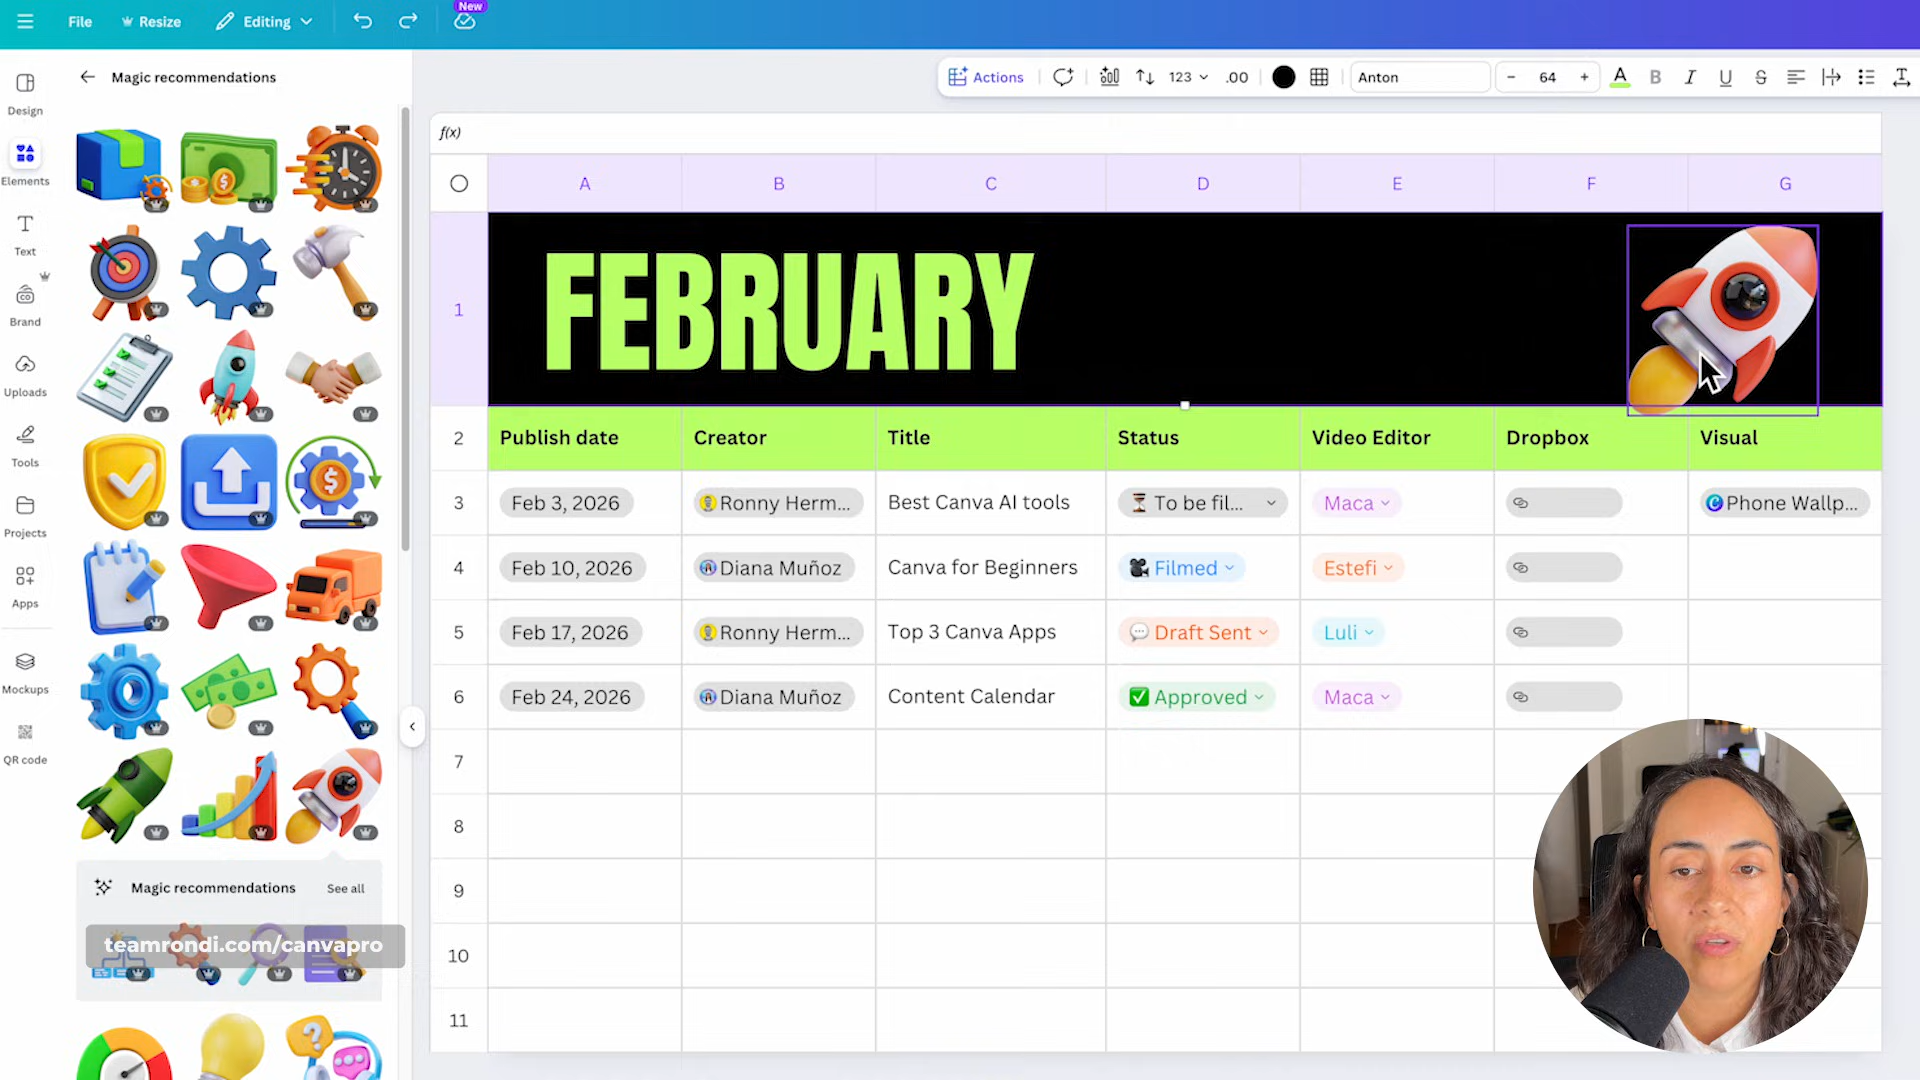 New
File
Resize
Editing
Magic recommendations
Actions
123
.00
Anton
− 64 +
A
B
I
U
S
Design
Elements
Text
Brand
Uploads
Tools
Projects
Apps
Mockups
QR code
f(x)
A B C D E F G
1
FEBRUARY
2 Publish date Creator Title Status Video Editor Dropbox Visual
3 Feb 3, 2026 Ronny Herm... Best Canva AI tools To be fil... Maca Phone Wallp...
4 Feb 10, 2026 Diana Muñoz Canva for Beginners Filmed Estefi
5 Feb 17, 2026 Ronny Herm... Top 3 Canva Apps Draft Sent Luli
6 Feb 24, 2026 Diana Muñoz Content Calendar Approved Maca
7
8
9
10
11
Magic recommendations See all
teamrondi.com/canvapro